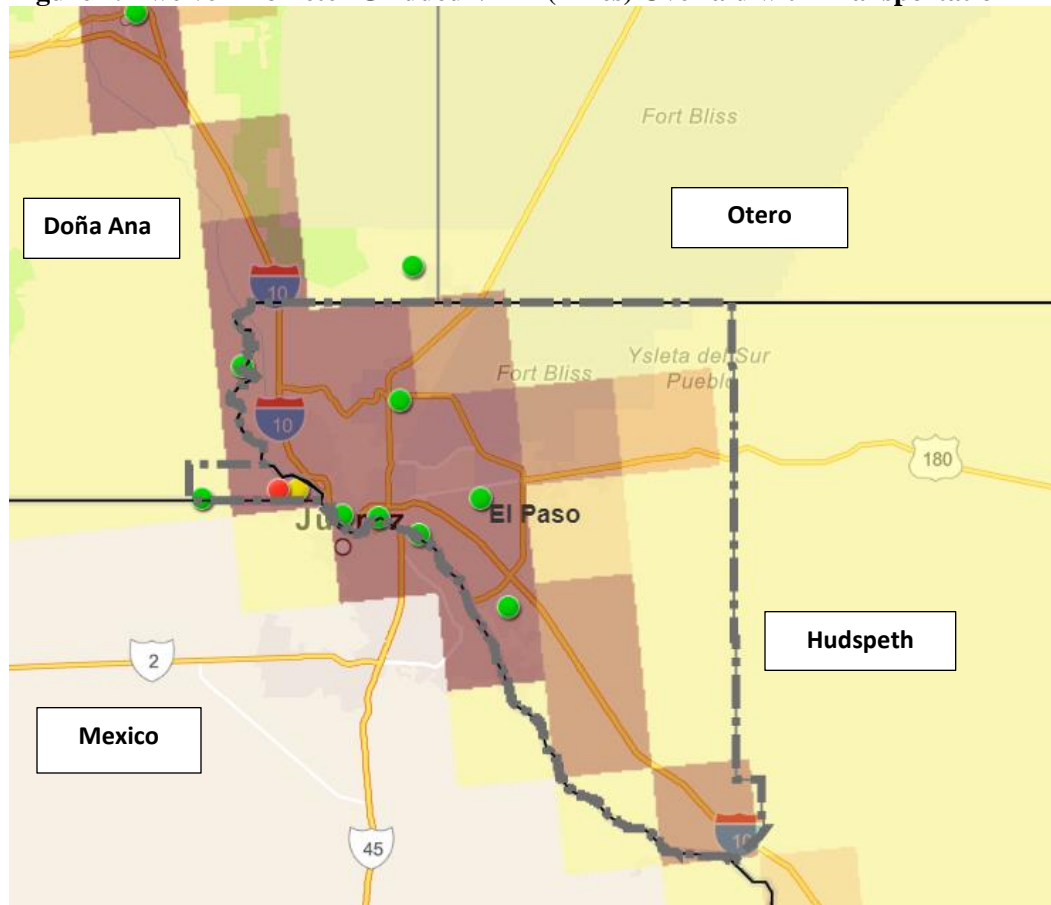 Fort Bliss
Doña Ana
Otero
10
Ysleta del Sur
Pueblo
Fort Bliss
10
180
Juárez
El Paso
2
Hudspeth
Mexico
10
45